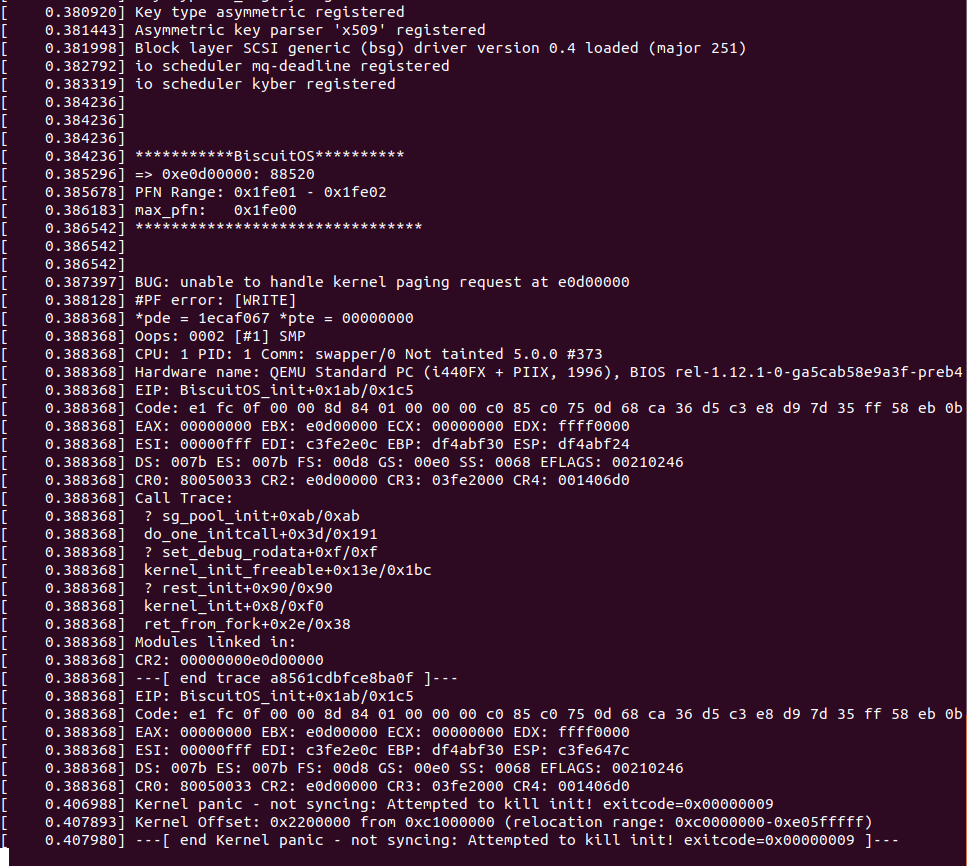 [    0.380920] Key type asymmetric registered
[    0.381443] Asymmetric key parser 'x509' registered
[    0.381998] Block layer SCSI generic (bsg) driver version 0.4 loaded (major 251)
[    0.382792] io scheduler mq-deadline registered
[    0.383319] io scheduler kyber registered
[    0.384236]
[    0.384236]
[    0.384236]
[    0.384236] ***********BiscuitOS**********
[    0.385296] => 0xe0d00000: 88520
[    0.385678] PFN Range: 0x1fe01 - 0x1fe02
[    0.386183] max_pfn:   0x1fe00
[    0.386542] ********************************
[    0.386542]
[    0.386542]
[    0.387397] BUG: unable to handle kernel paging request at e0d00000
[    0.388128] #PF error: [WRITE]
[    0.388368] *pde = 1ecaf067 *pte = 00000000
[    0.388368] Oops: 0002 [#1] SMP
[    0.388368] CPU: 1 PID: 1 Comm: swapper/0 Not tainted 5.0.0 #373
[    0.388368] Hardware name: QEMU Standard PC (i440FX + PIIX, 1996), BIOS rel-1.12.1-0-ga5cab58e9a3f-preb4
[    0.388368] EIP: BiscuitOS_init+0x1ab/0x1c5
[    0.388368] Code: e1 fc 0f 00 00 8d 84 01 00 00 00 c0 85 c0 75 0d 68 ca 36 d5 c3 e8 d9 7d 35 ff 58 eb 0b
[    0.388368] EAX: 00000000 EBX: e0d00000 ECX: 00000000 EDX: ffff0000
[    0.388368] ESI: 00000fff EDI: c3fe2e0c EBP: df4abf30 ESP: df4abf24
[    0.388368] DS: 007b ES: 007b FS: 00d8 GS: 00e0 SS: 0068 EFLAGS: 00210246
[    0.388368] CR0: 80050033 CR2: e0d00000 CR3: 03fe2000 CR4: 001406d0
[    0.388368] Call Trace:
[    0.388368]  ? sg_pool_init+0xab/0xab
[    0.388368]  do_one_initcall+0x3d/0x191
[    0.388368]  ? set_debug_rodata+0xf/0xf
[    0.388368]  kernel_init_freeable+0x13e/0x1bc
[    0.388368]  ? rest_init+0x90/0x90
[    0.388368]  kernel_init+0x8/0xf0
[    0.388368]  ret_from_fork+0x2e/0x38
[    0.388368] Modules linked in:
[    0.388368] CR2: 00000000e0d00000
[    0.388368] ---[ end trace a8561cdbfce8ba0f ]---
[    0.388368] EIP: BiscuitOS_init+0x1ab/0x1c5
[    0.388368] Code: e1 fc 0f 00 00 8d 84 01 00 00 00 c0 85 c0 75 0d 68 ca 36 d5 c3 e8 d9 7d 35 ff 58 eb 0b
[    0.388368] EAX: 00000000 EBX: e0d00000 ECX: 00000000 EDX: ffff0000
[    0.388368] ESI: 00000fff EDI: c3fe2e0c EBP: df4abf30 ESP: c3fe647c
[    0.388368] DS: 007b ES: 007b FS: 00d8 GS: 00e0 SS: 0068 EFLAGS: 00210246
[    0.388368] CR0: 80050033 CR2: e0d00000 CR3: 03fe2000 CR4: 001406d0
[    0.406988] Kernel panic - not syncing: Attempted to kill init! exitcode=0x00000009
[    0.407893] Kernel Offset: 0x2200000 from 0xc1000000 (relocation range: 0xc0000000-0xe05fffff)
[    0.407980] ---[ end Kernel panic - not syncing: Attempted to kill init! exitcode=0x00000009 ]---